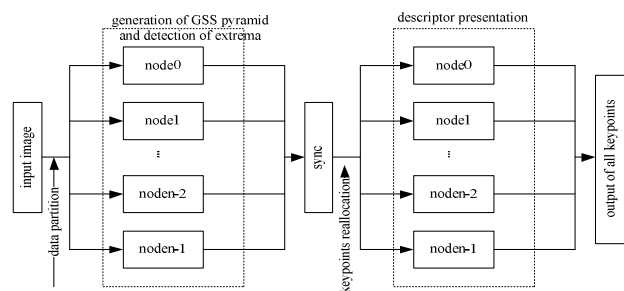 generation of GSS pyramid
and detection of extrema
descriptor presentation
input image
data partition
node0
node1
...
noden-2
noden-1
sync
keypoints reallocation
node0
node1
...
noden-2
noden-1
output of all keypoints